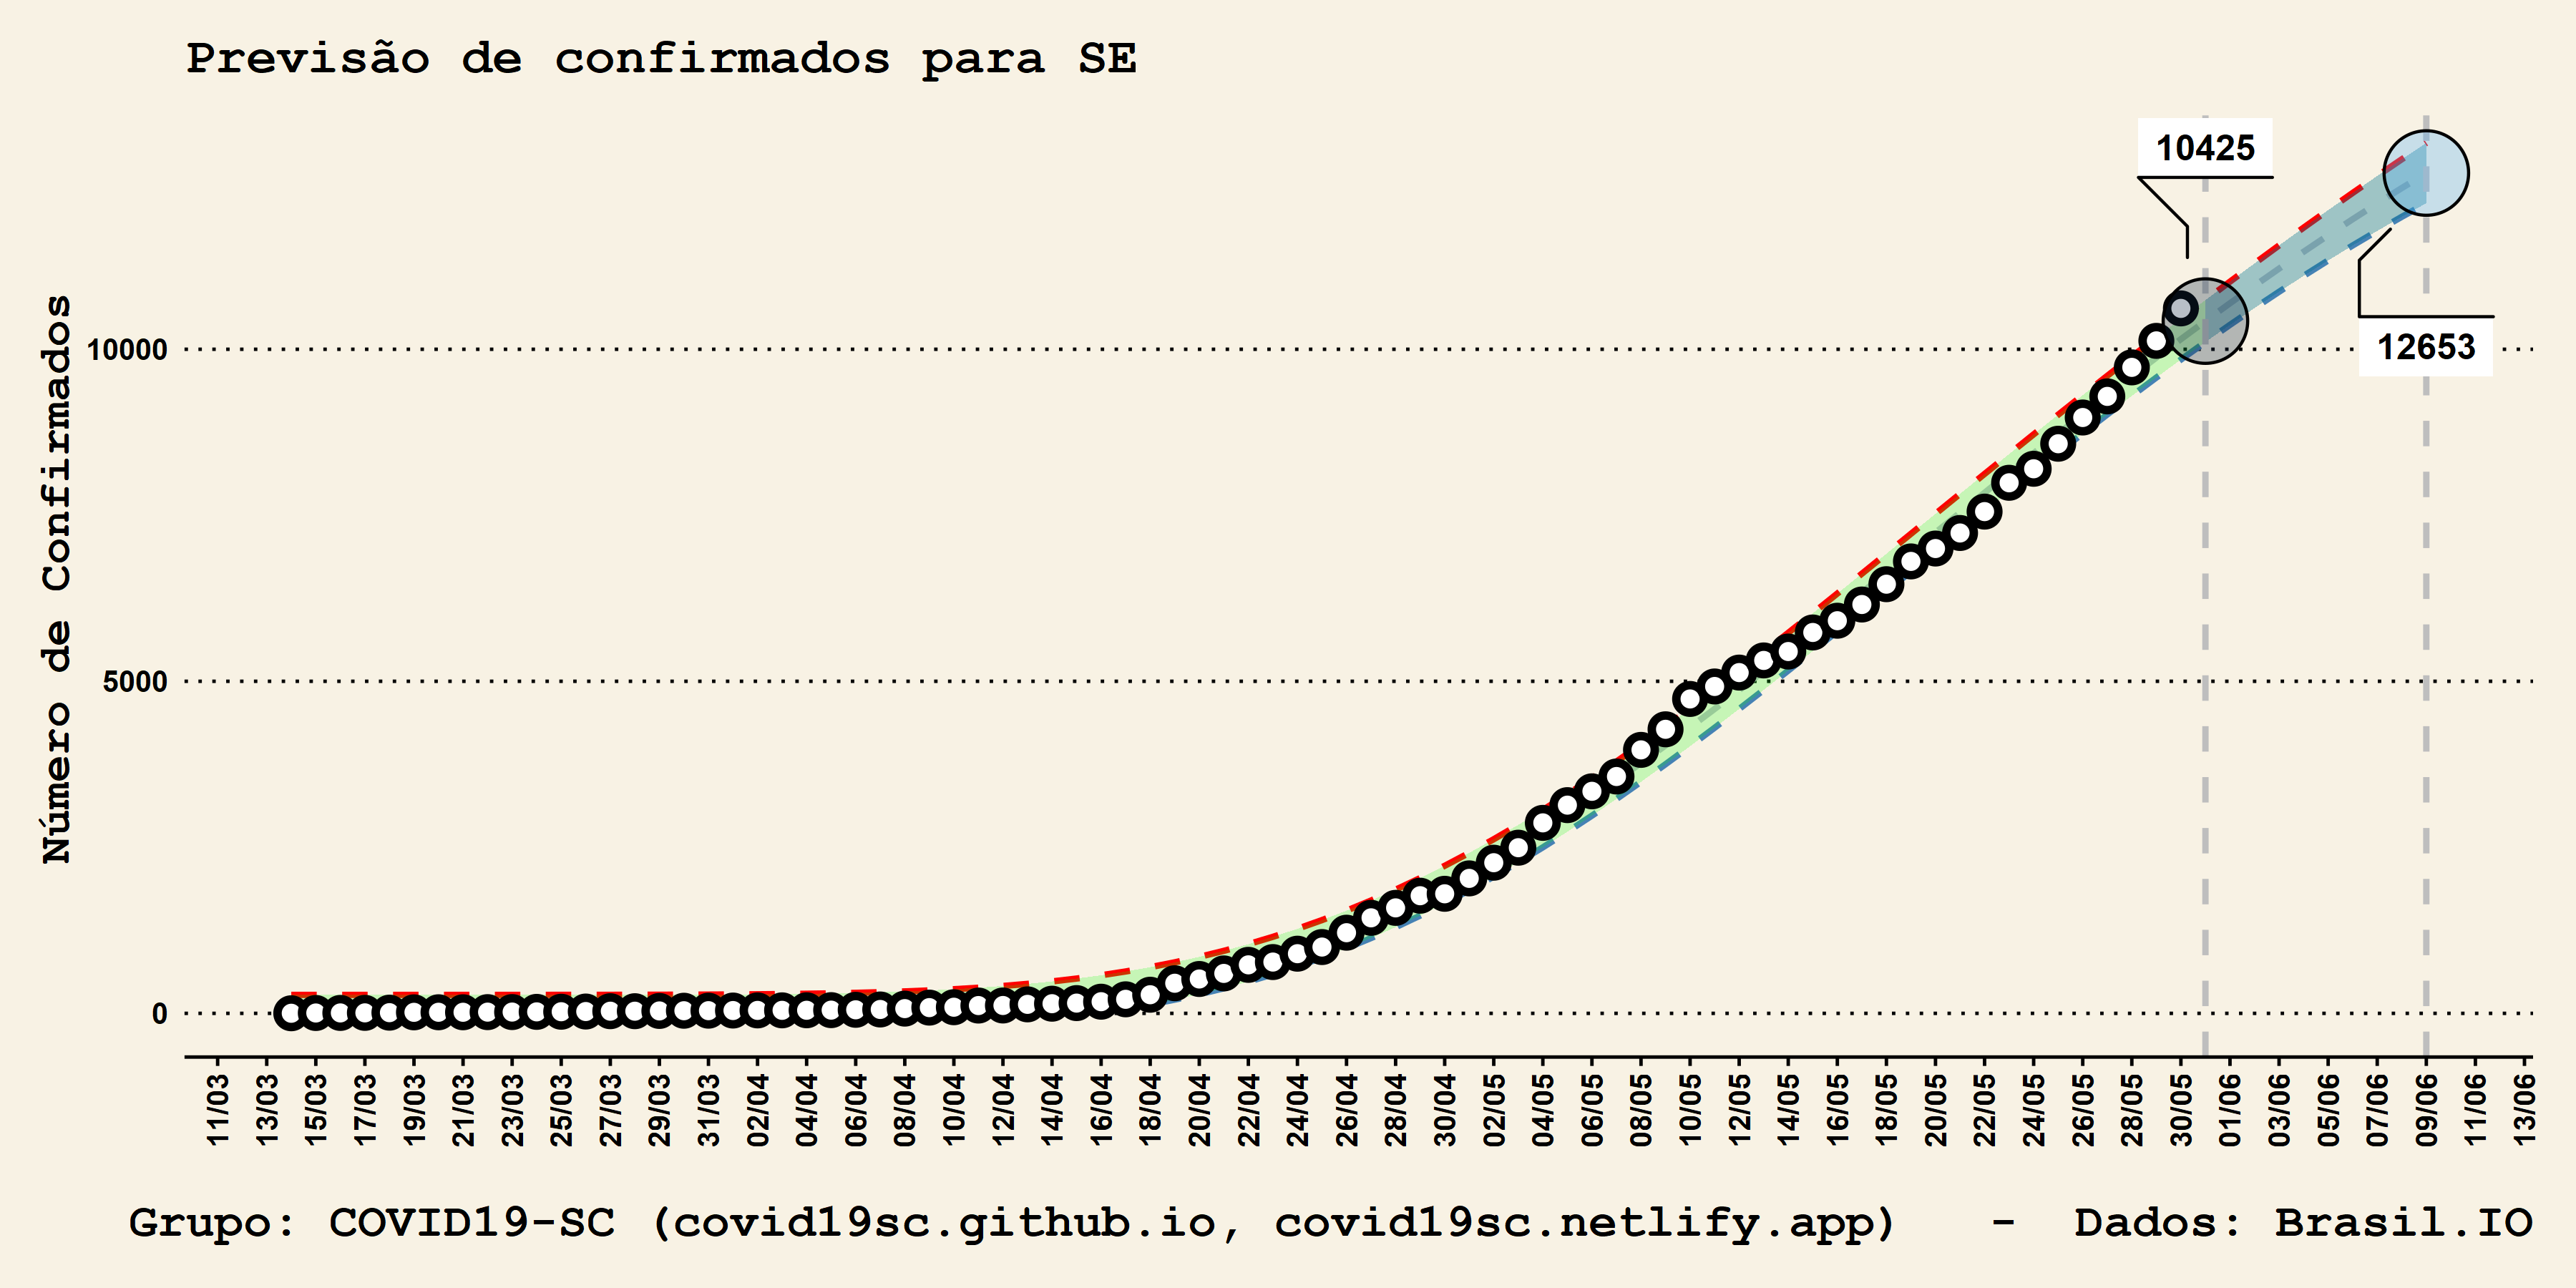 Previsão de confirmados para SE
10425
12653
Número de Confirmados
10000
5000
0
11/03 13/03 15/03 17/03 19/03 21/03 23/03 25/03 27/03 29/03 31/03 02/04 04/04 06/04 08/04 10/04 12/04 14/04 16/04 18/04 20/04 22/04 24/04 26/04 28/04 30/04 02/05 04/05 06/05 08/05 10/05 12/05 14/05 16/05 18/05 20/05 22/05 24/05 26/05 28/05 30/05 01/06 03/06 05/06 07/06 09/06 11/06 13/06
Grupo: COVID19-SC (covid19sc.github.io, covid19sc.netlify.app) - Dados: Brasil.IO